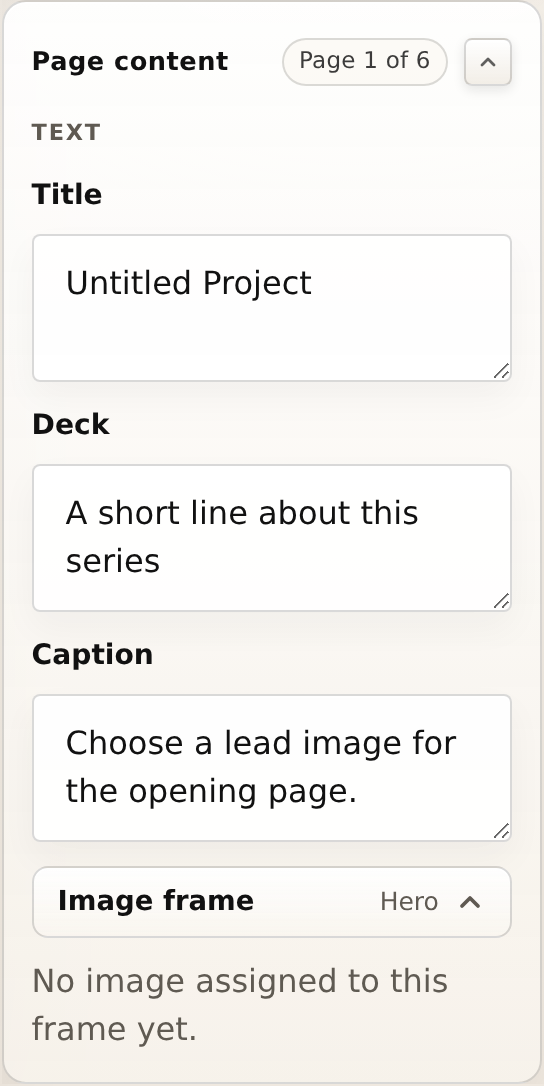 Page content
Page 1 of 6
TEXT
Title
Untitled Project
Deck
A short line about this
series
Caption
Choose a lead image for
the opening page.
Image frame
Hero
No image assigned to this
frame yet.